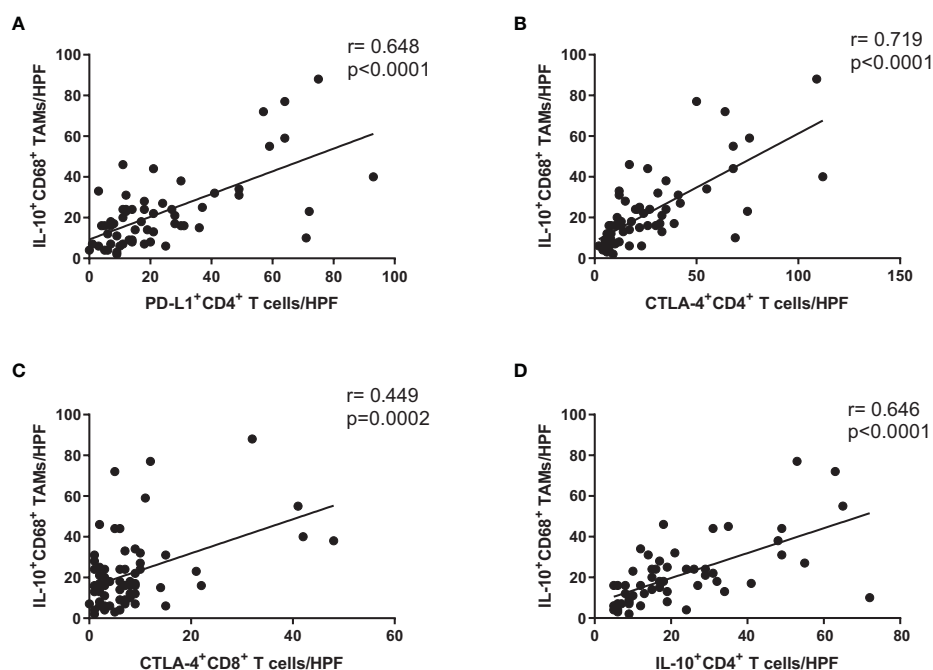 A
r= 0.648
p<0.0001
100
80
60
40
20
0
IL-10⁺CD68⁺ TAMs/HPF
0 20 40 60 80 100
PD-L1⁺CD4⁺ T cells/HPF
B
r= 0.719
p<0.0001
100
80
60
40
20
0
IL-10⁺CD68⁺ TAMs/HPF
0 50 100 150
CTLA-4⁺CD4⁺ T cells/HPF
C
r= 0.449
p=0.0002
100
80
60
40
20
0
IL-10⁺CD68⁺ TAMs/HPF
0 20 40 60
CTLA-4⁺CD8⁺ T cells/HPF
D
r= 0.646
p<0.0001
100
80
60
40
20
0
IL-10⁺CD68⁺ TAMs/HPF
0 20 40 60 80
IL-10⁺CD4⁺ T cells/HPF